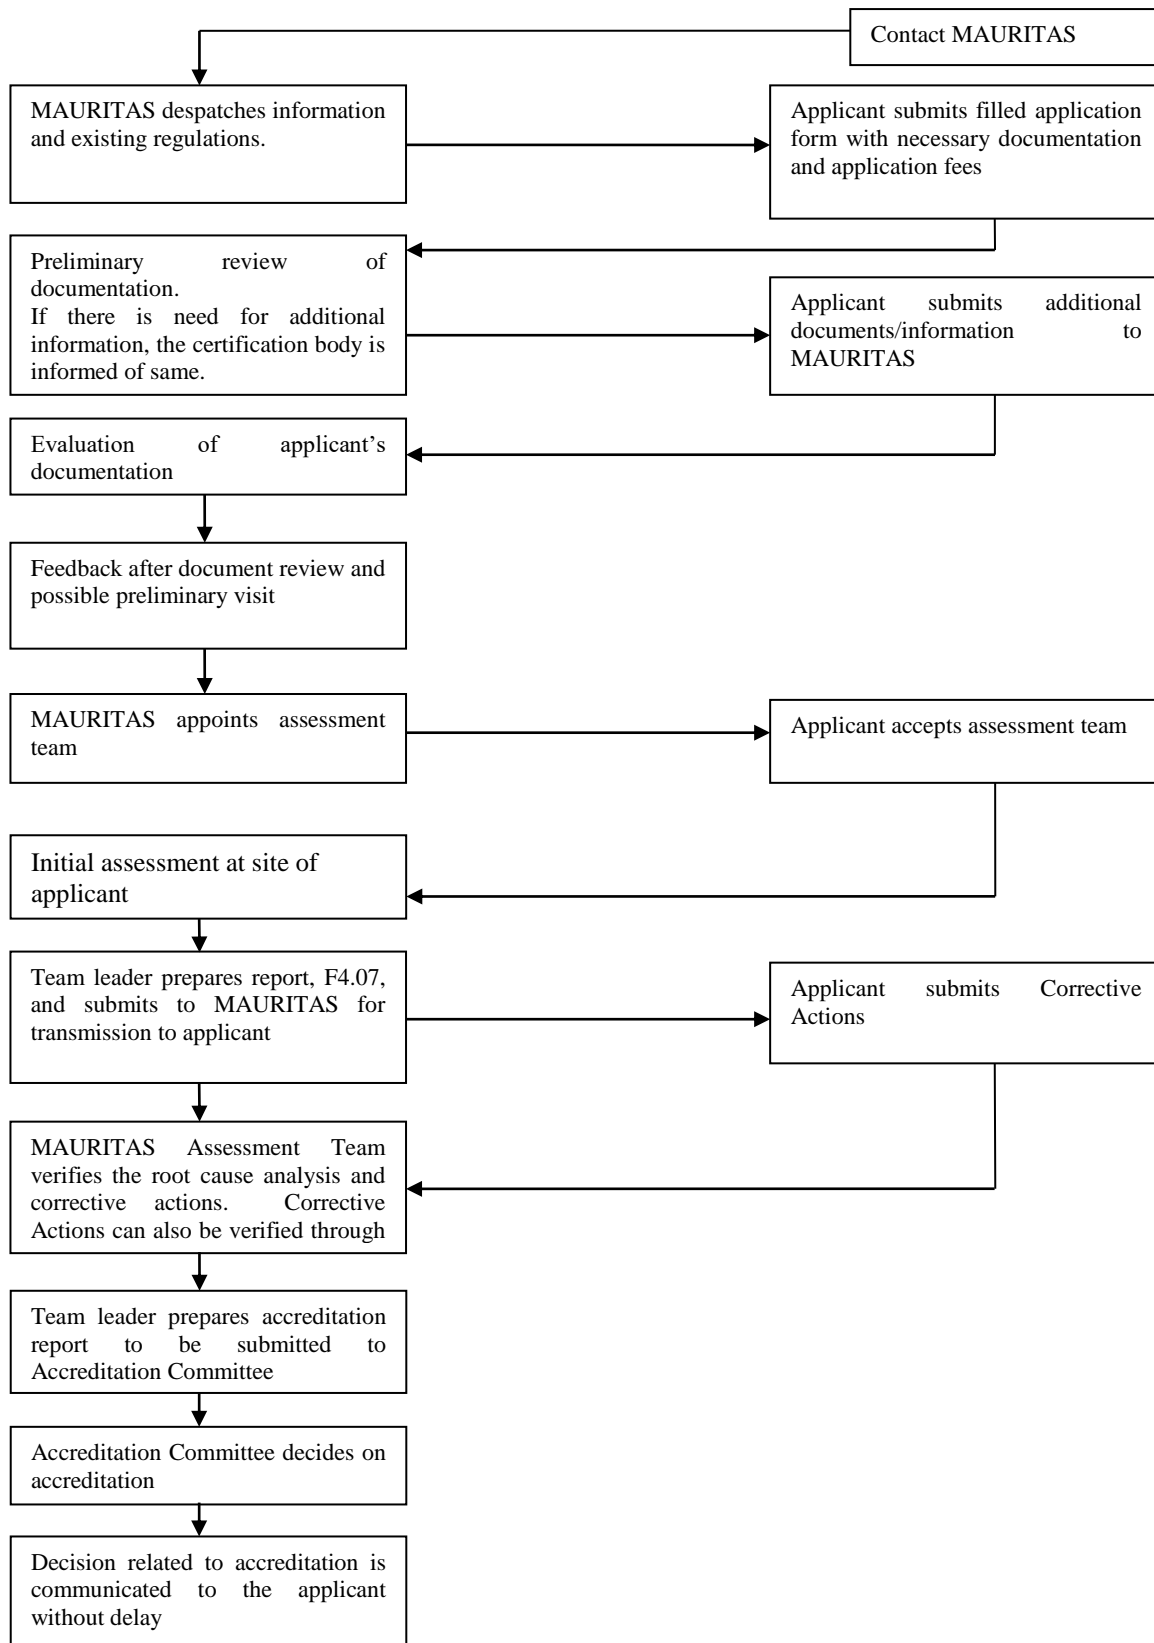 Contact MAURITAS
MAURITAS despatches information
and existing regulations.
Applicant submits filled application
form with necessary documentation
and application fees
Preliminary review of
documentation.
If there is need for additional
information, the certification body is
informed of same.
Applicant submits additional
documents/information to
MAURITAS
Evaluation of applicant's
documentation
Feedback after document review and
possible preliminary visit
MAURITAS appoints assessment
team
Applicant accepts assessment team
Initial assessment at site of
applicant
Team leader prepares report, F4.07,
and submits to MAURITAS for
transmission to applicant
Applicant submits Corrective
Actions
MAURITAS Assessment Team
verifies the root cause analysis and
corrective actions. Corrective
Actions can also be verified through
Team leader prepares accreditation
report to be submitted to
Accreditation Committee
Accreditation Committee decides on
accreditation
Decision related to accreditation is
communicated to the applicant
without delay